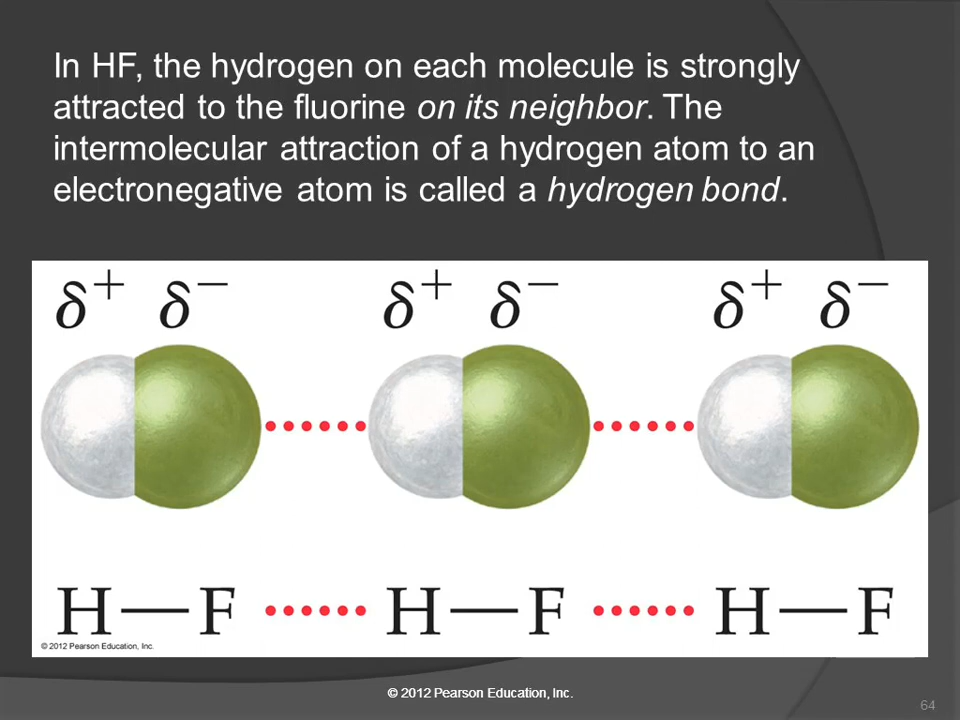 In HF, the hydrogen on each molecule is strongly
attracted to the fluorine on its neighbor. The
intermolecular attraction of a hydrogen atom to an
electronegative atom is called a hydrogen bond.
δ+ δ− δ+ δ− δ+ δ−
H—F ······ H—F ······ H—F
© 2012 Pearson Education, Inc.
© 2012 Pearson Education, Inc.
64